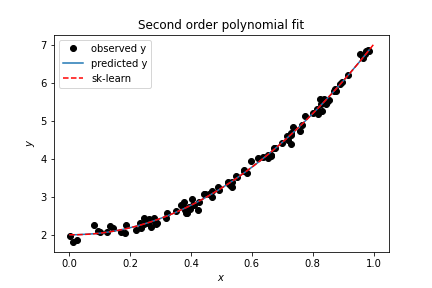 Second order polynomial fit
observed y
predicted y
sk-learn
7
6
5
4
3
2
y
0.0 0.2 0.4 0.6 0.8 1.0
x